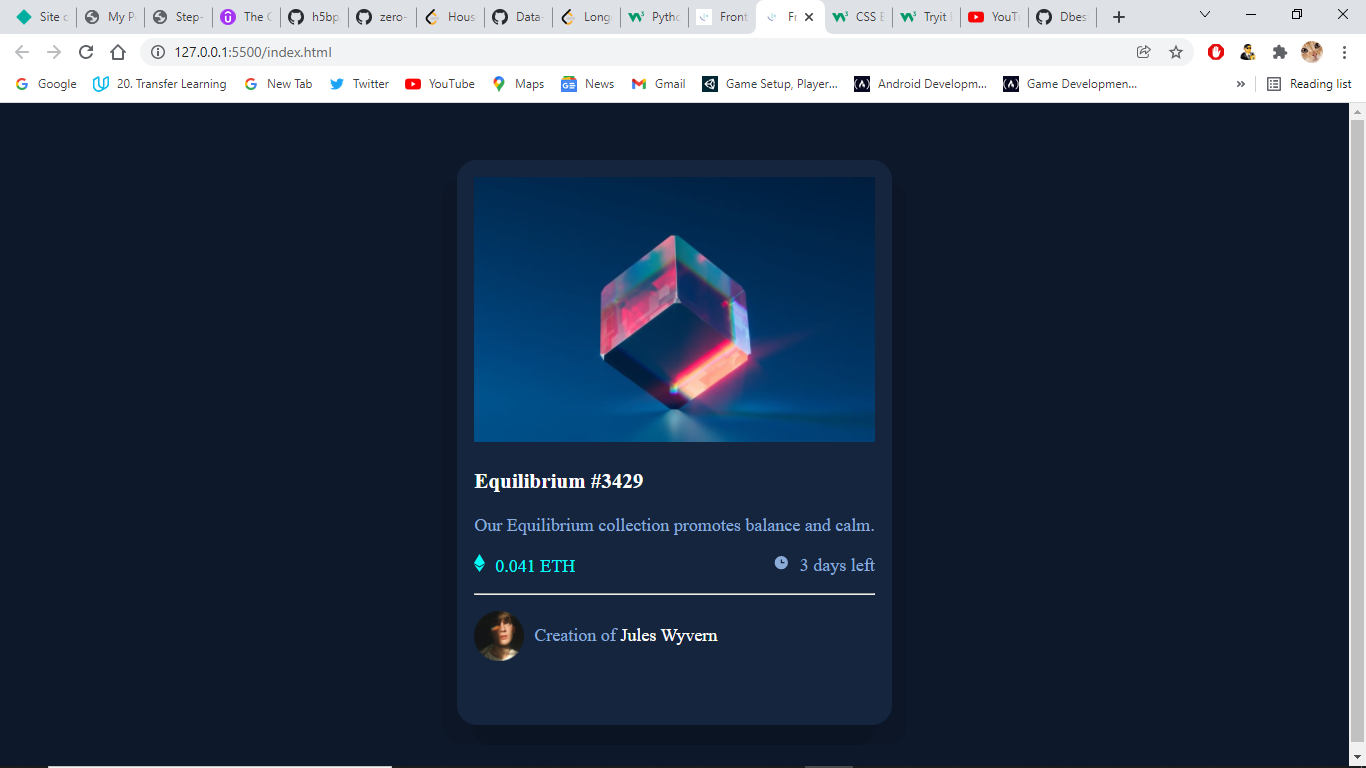 Site o My P Step- The C h5bp zero- Hous Data- Long Pytho Front Fr CSS E Tryit YouT Dbes
127.0.0.1:5500/index.html
Google 20. Transfer Learning New Tab Twitter YouTube Maps News Gmail Game Setup, Player... Android Developm... Game Developmen... » Reading list
Equilibrium #3429
Our Equilibrium collection promotes balance and calm.
0.041 ETH 3 days left
Creation of Jules Wyvern